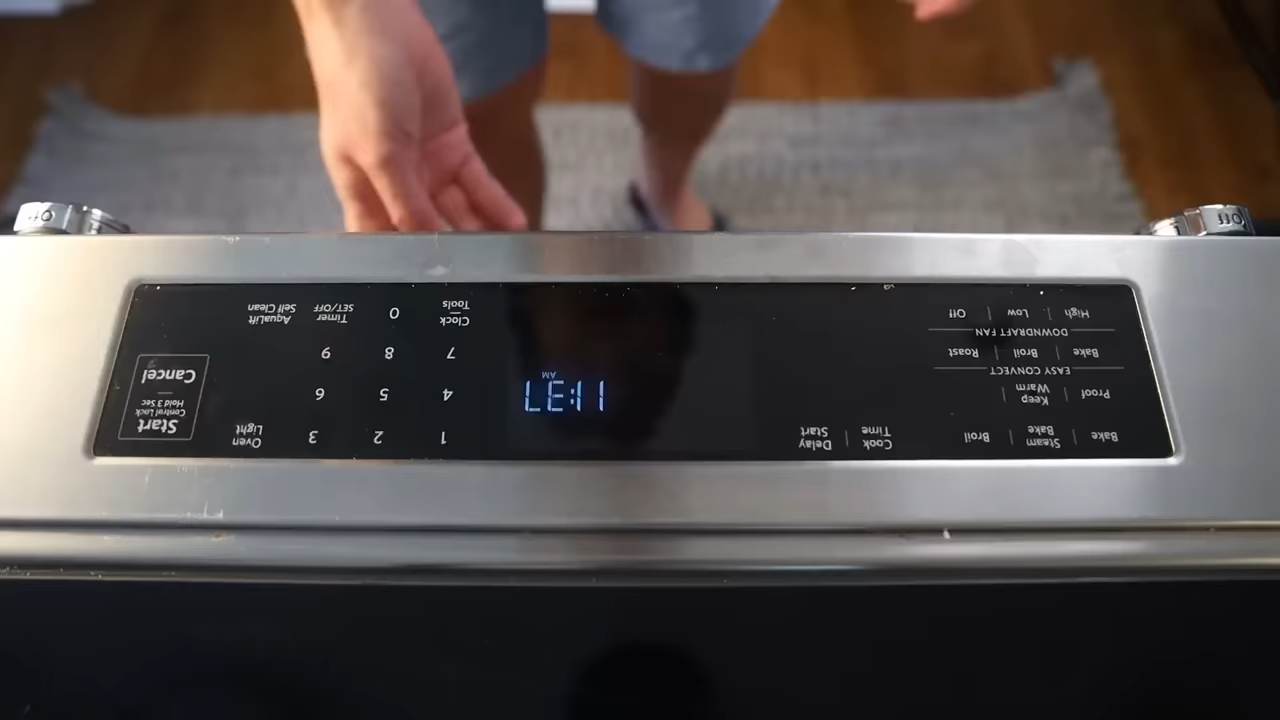 Bake | Steam Bake | Broil
Proof | Keep Warm |
EASY CONVECT
Bake | Broil | Roast
DOWNDRAFT FAN
High | Low | Off
Cook Time | Delay Start
11:37
AM
1 2 3
4 5 6
7 8 9
Clock
Tools
0
Timer
SET/OFF
AquaLift
Self Clean
Oven
Light
Start
Control Lock
Hold 3 Sec
Cancel
Off
Off